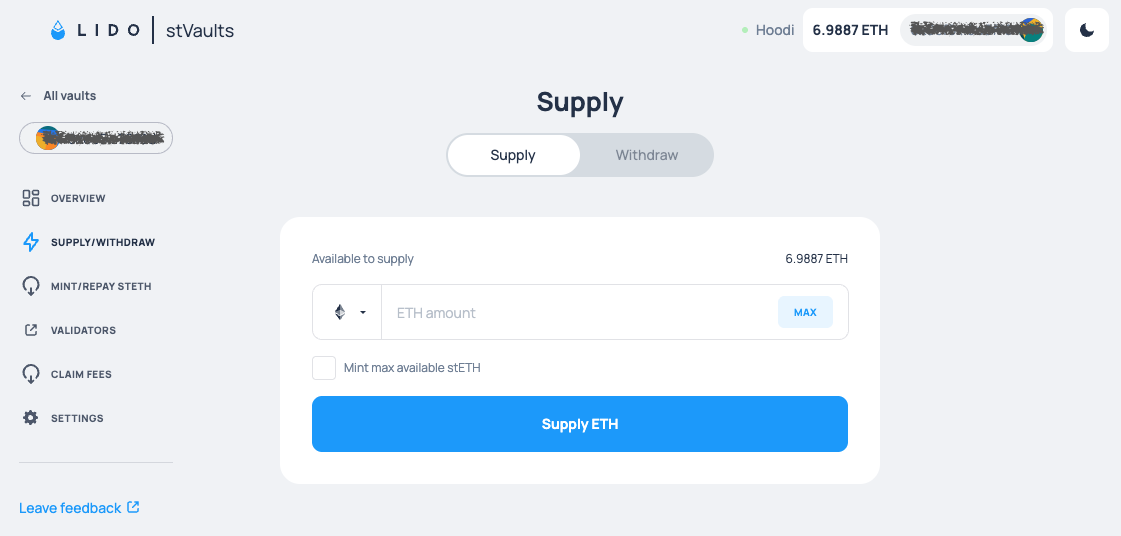 LIDO stVaults
Hoodi
6.9887 ETH
All vaults
OVERVIEW
SUPPLY/WITHDRAW
MINT/REPAY STETH
VALIDATORS
CLAIM FEES
SETTINGS
Leave feedback
Supply
Supply
Withdraw
Available to supply
6.9887 ETH
ETH amount
MAX
Mint max available stETH
Supply ETH